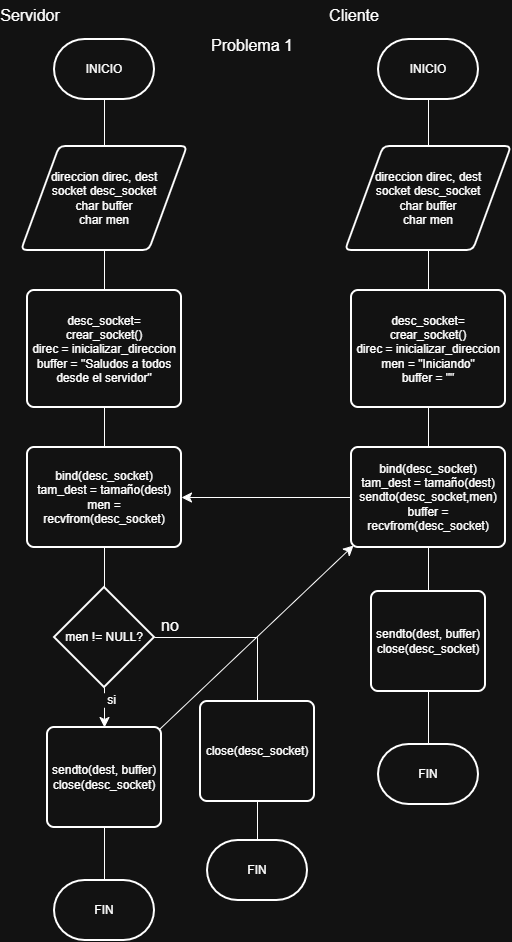 Servidor
Cliente
Problema 1
INICIO
direccion direc, dest
socket desc_socket
char buffer
char men
desc_socket=
crear_socket()
direc = inicializar_direccion
buffer = "Saludos a todos
desde el servidor"
bind(desc_socket)
tam_dest = tamaño(dest)
men =
recvfrom(desc_socket)
men != NULL?
no
si
sendto(dest, buffer)
close(desc_socket)
FIN
close(desc_socket)
FIN
INICIO
direccion direc, dest
socket desc_socket
char buffer
char men
desc_socket=
crear_socket()
direc = inicializar_direccion
men = "Iniciando"
buffer = ""
bind(desc_socket)
tam_dest = tamaño(dest)
sendto(desc_socket,men)
buffer =
recvfrom(desc_socket)
sendto(dest, buffer)
close(desc_socket)
FIN